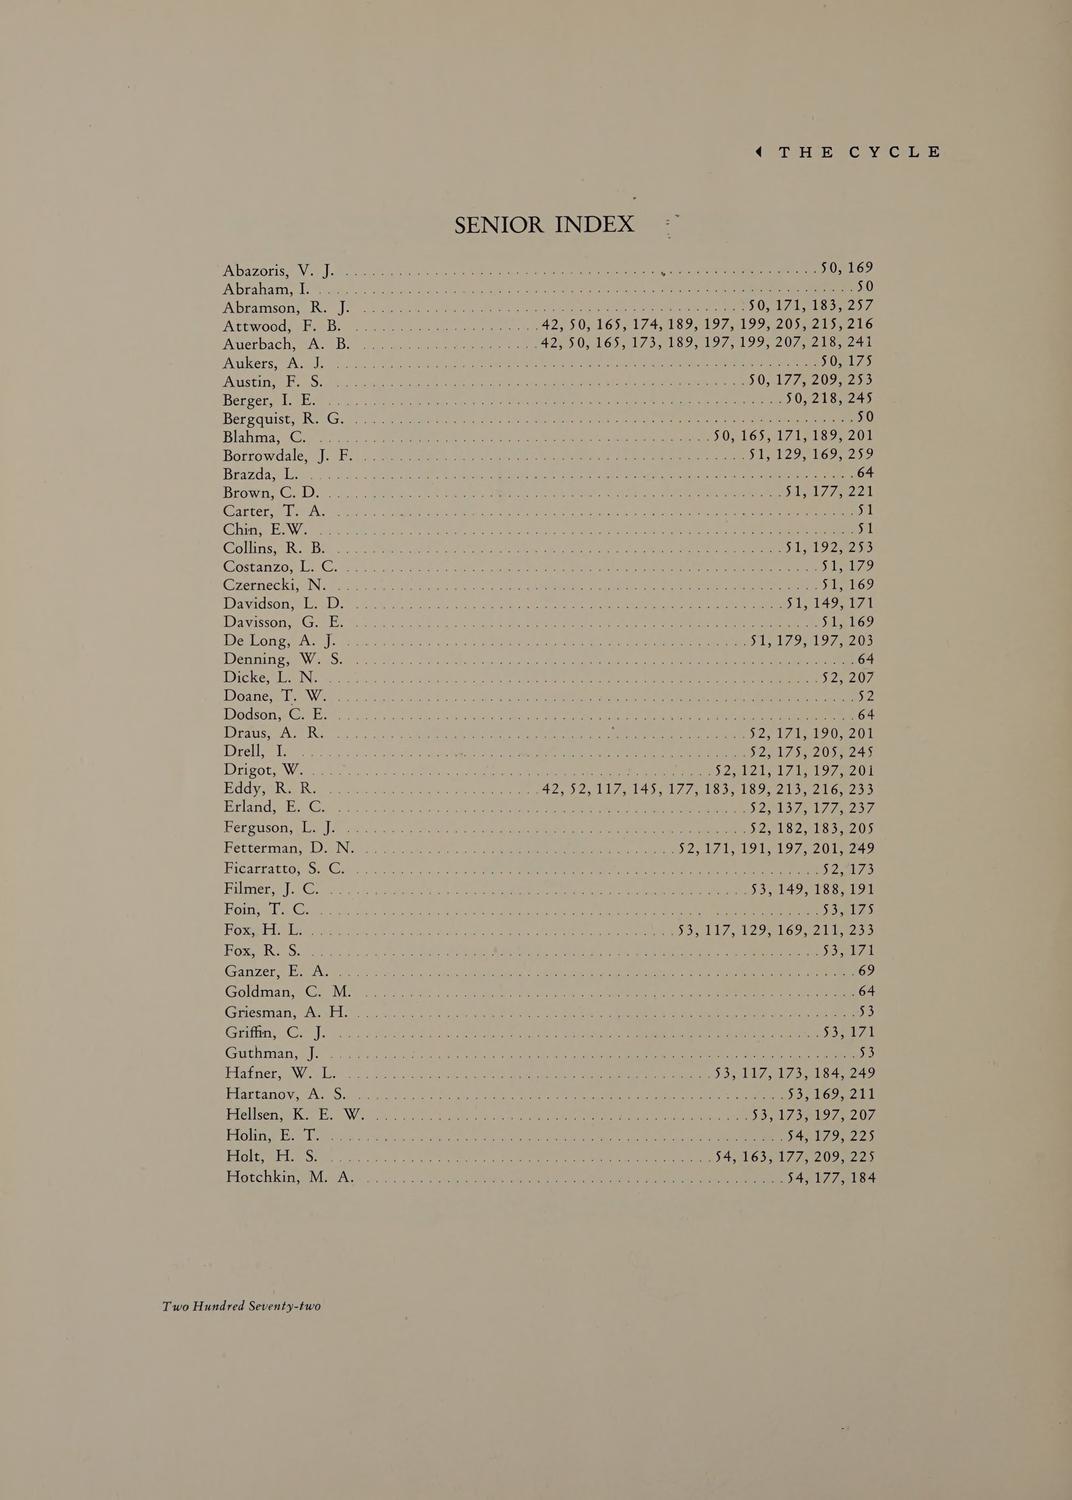 THE CYCLE
SENIOR INDEX
Abazoris, V. J. 50, 169
Abraham, I. 50
Abramson, R. J. 50, 171, 183, 257
Attwood, F. B. 42, 50, 165, 174, 189, 197, 199, 205, 215, 216
Auerbach, A. B. 42, 50, 165, 173, 189, 197, 199, 207, 218, 241
Aukers, A. J. 50, 175
Austin, F. S. 50, 177, 209, 253
Berger, I. E. 50, 218, 245
Bergquist, R. G. 50
Blahma, C. 50, 165, 171, 189, 201
Borrowdale, J. F. 51, 129, 169, 259
Brazda, L. 64
Brown, C. D. 51, 177, 221
Carter, T. A. 51
Chin, E.W. 51
Collins, R. B. 51, 192, 253
Costanzo, L. C. 51, 179
Czernecki, N. 51, 169
Davidson, L. D. 51, 149, 171
Davisson, G. E. 51, 169
De Long, A. J. 51, 179, 197, 203
Denning, W. S. 64
Dicke, L. N. 52, 207
Doane, T. W. 52
Dodson, C. E. 64
Draus, A. R. 52, 171, 190, 201
Drell, I. 52, 175, 205, 245
Drigot, W. 52, 121, 171, 197, 201
Eddy, R. R. 42, 52, 117, 145, 177, 183, 189, 213, 216, 233
Erland, E. C. 52, 137, 177, 237
Ferguson, L. J. 52, 182, 183, 205
Fetterman, D. N. 52, 171, 191, 197, 201, 249
Ficarratto, S. C. 52, 173
Filmer, J. C. 53, 149, 188, 191
Foin, T. C. 53, 175
Fox, H. L. 53, 117, 129, 169, 211, 233
Fox, R. S. 53, 171
Ganzer, E. A. 69
Goldman, C. M. 64
Griesman, A. H. 53
Griffin, C. J. 53, 171
Guthman, J. 53
Hafner, W. L. 53, 117, 173, 184, 249
Hartanov, A. S. 53, 169, 211
Hellsen, K. E. W. 53, 173, 197, 207
Holin, E. T. 54, 179, 225
Holt, H. S. 54, 163, 177, 209, 225
Hotchkin, M. A. 54, 177, 184
Two Hundred Seventy-two